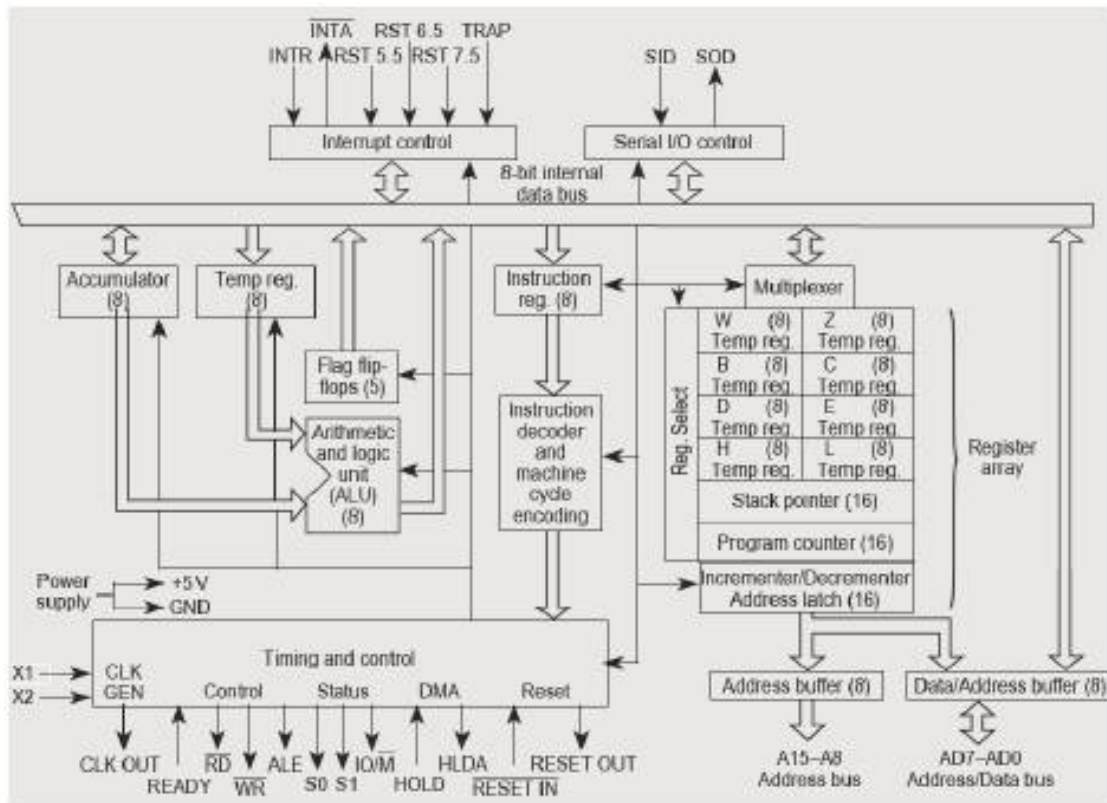 INTA RST 6.5 TRAP
INTR RST 5.5 RST 7.5
SID SOD
Interrupt control
Serial I/O control
8-bit internal
data bus
Accumulator
(8)
Temp reg.
(8)
Instruction
reg. (8)
Multiplexer
Flag flip-
flops (5)
Arithmetic
and logic
unit
(ALU)
(8)
Instruction
decoder
and
machine
cycle
encoding
Reg. Select
W (8) Z (8)
Temp reg. Temp reg.
B (8) C (8)
Temp reg. Temp reg.
D (8) E (8)
Temp reg. Temp reg.
H (8) L (8)
Temp reg. Temp reg.
Stack pointer (16)
Program counter (16)
Incrementer/Decrementer
Address latch (16)
Register
array
Power
supply
+5 V
GND
Timing and control
X1
X2
CLK
GEN
Control Status DMA Reset
CLK OUT
READY
RD
WR
ALE
S0 S1
IO/M
HOLD
HLDA
RESET IN
RESET OUT
Address buffer (8)
Data/Address buffer (8)
A15–A8
Address bus
AD7–AD0
Address/Data bus